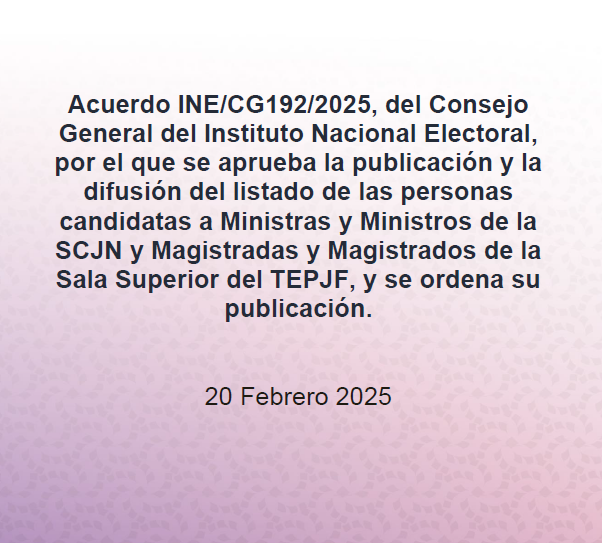 Acuerdo INE/CG192/2025, del Consejo
General del Instituto Nacional Electoral,
por el que se aprueba la publicación y la
difusión del listado de las personas
candidatas a Ministras y Ministros de la
SCJN y Magistradas y Magistrados de la
Sala Superior del TEPJF, y se ordena su
publicación.
20 Febrero 2025